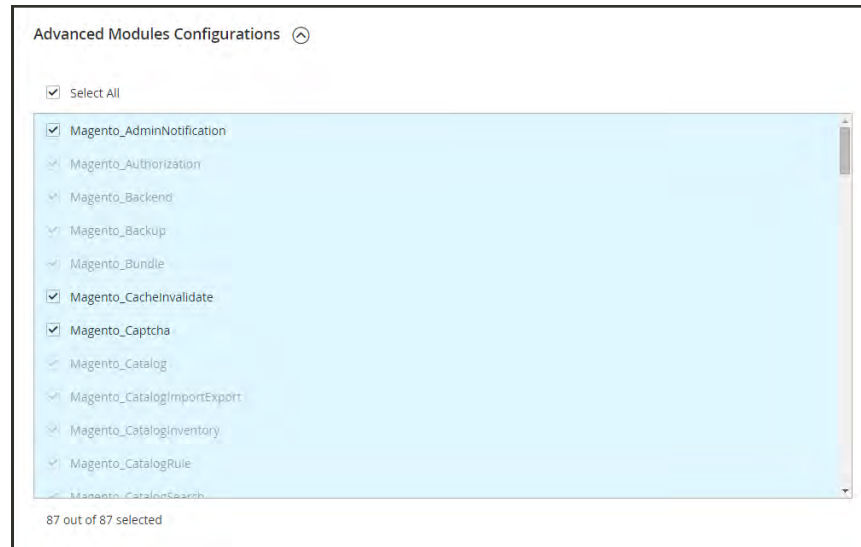 Advanced Modules Configurations
Select All
Magento_AdminNotification
Magento_Authorization
Magento_Backend
Magento_Backup
Magento_Bundle
Magento_CacheInvalidate
Magento_Captcha
Magento_Catalog
Magento_CatalogImportExport
Magento_CatalogInventory
Magento_CatalogRule
Magento_CatalogSearch
87 out of 87 selected